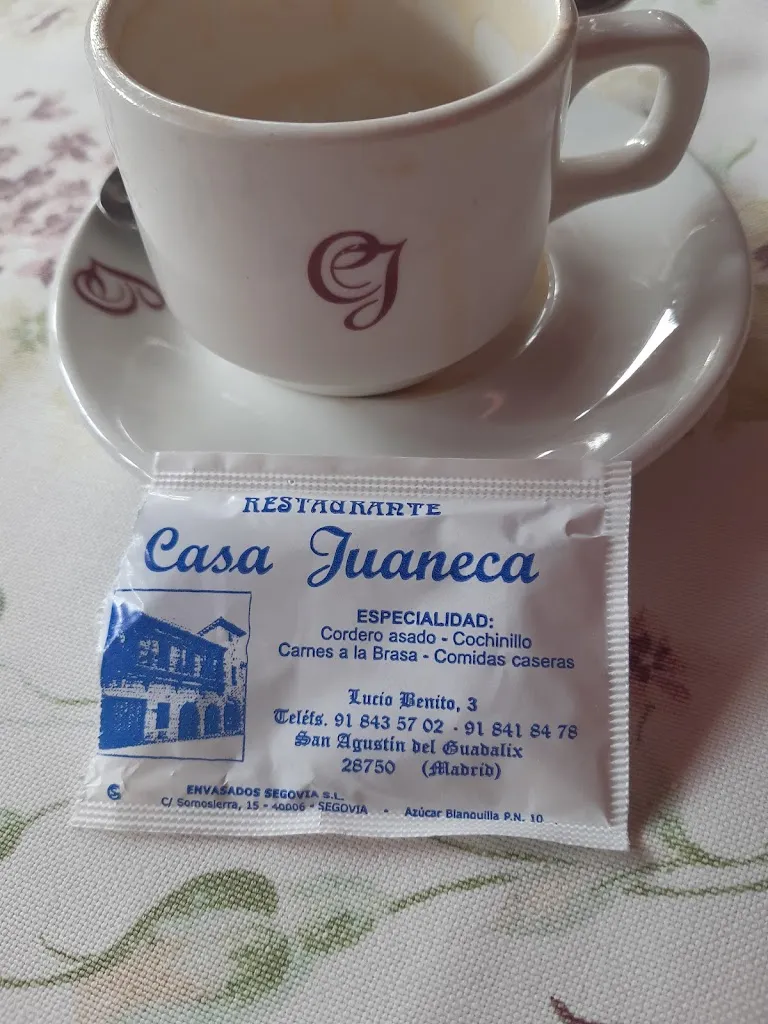 CJ
CJ
RESTAURANTE
Casa Juaneca
ESPECIALIDAD:
Cordero asado - Cochinillo
Carnes a la Brasa - Comidas caseras
Lucio Benito, 3
Teléfs. 91 843 57 02 - 91 841 84 78
San Agustín del Guadalix
28750 (Madrid)
ENVASADOS SEGOVIA S.L.
C/ Somosierra, 15 - 40006 - SEGOVIA - Azúcar Blanquilla P.N. 10